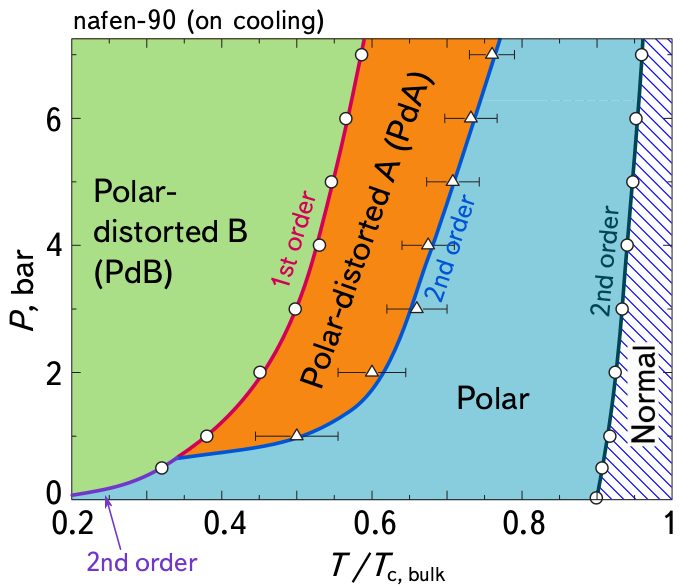 nafen-90 (on cooling)
6
4
2
0
P, bar
Polar-
distorted B
(PdB)
1st order
Polar-distorted A (PdA)
2nd order
Polar
2nd order
Normal
0.2
0.4
0.6
0.8
1
2nd order
T/Tc, bulk